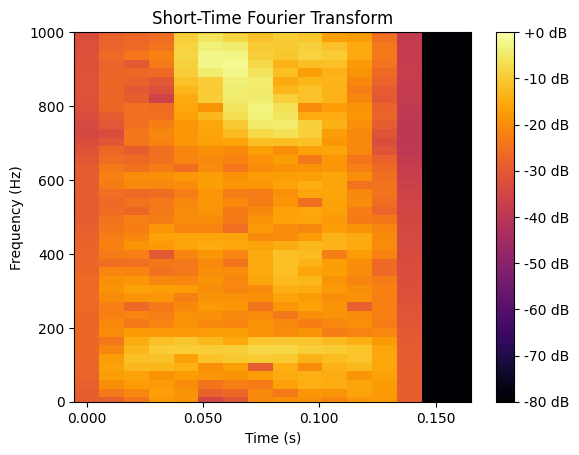 Short-Time Fourier Transform
1000
800
600
400
200
0
Frequency (Hz)
0.000
0.050
0.100
0.150
Time (s)
+0 dB
-10 dB
-20 dB
-30 dB
-40 dB
-50 dB
-60 dB
-70 dB
-80 dB